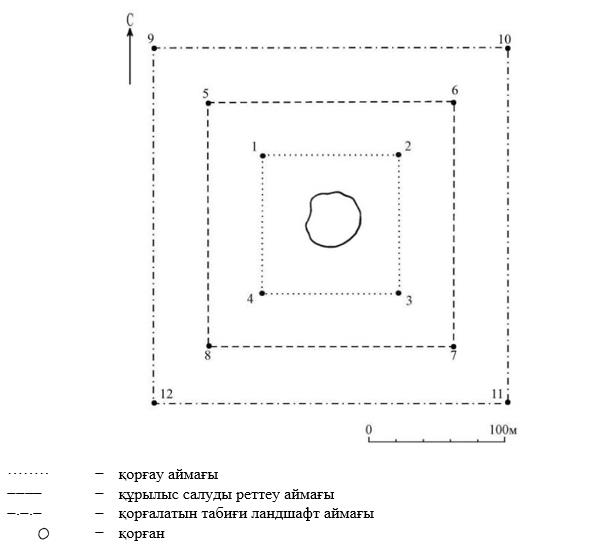 С
9 10
5 6
1 2
4 3
8 7
12 11
0 100м
........ – қорғау аймағы
———— – құрылыс салуды реттеу аймағы
—·—·— – қорғалатын табиғи ландшафт аймағы
– қорған